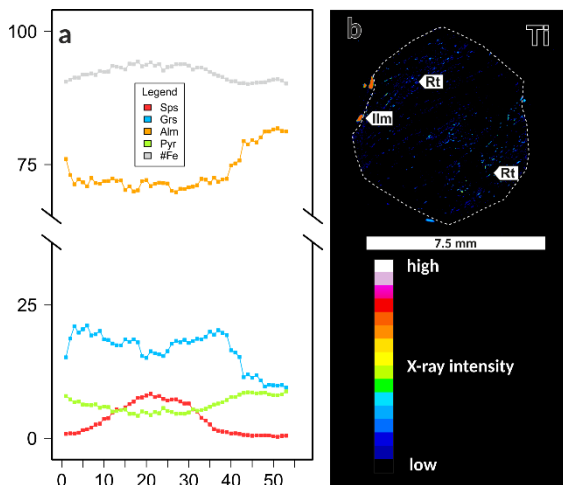 a
100
75
25
0
Legend
Sps
Grs
Alm
Pyr
#Fe
0 10 20 30 40 50
b
Ti
Rt
Ilm
Rt
7.5 mm
high
X-ray intensity
low